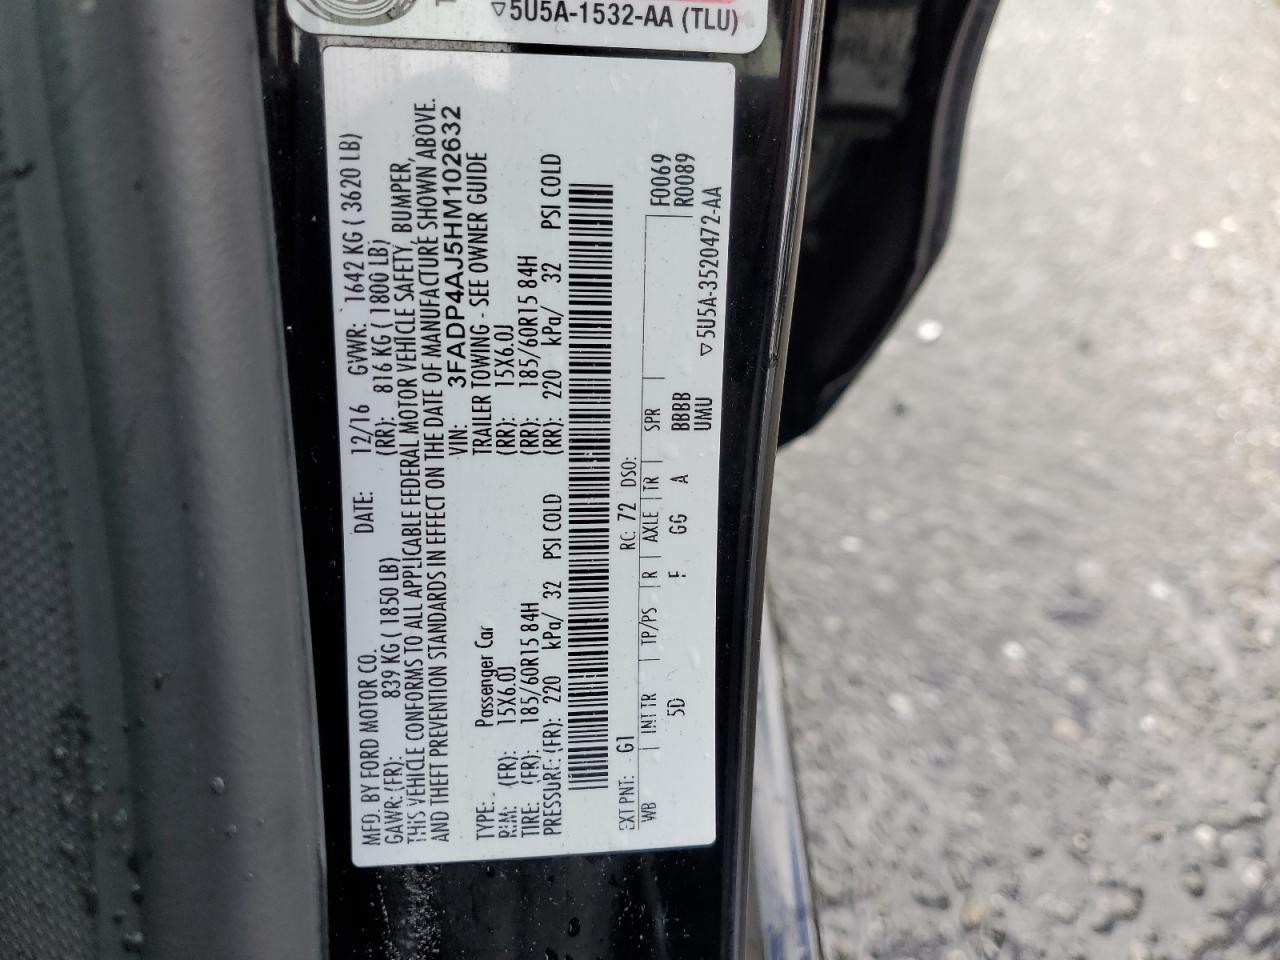 ▽5U5A-1532-AA (TLU)
MFD. BY FORD MOTOR CO. DATE: 12/16 GVWR: 1642 KG ( 3620 LB)
GAWR: (FR): 839 KG ( 1850 LB) (RR): 816 KG ( 1800 LB)
THIS VEHICLE CONFORMS TO ALL APPLICABLE FEDERAL MOTOR VEHICLE SAFETY, BUMPER,
AND THEFT PREVENTION STANDARDS IN EFFECT ON THE DATE OF MANUFACTURE SHOWN ABOVE.
VIN: 3FADP4AJ5HM102632
TYPE: Passenger Car TRAILER TOWING - SEE OWNER GUIDE
RIM: (FR): 15X6.0J (RR): 15X6.0J
TIRE: (FR): 185/60R15 84H (RR): 185/60R15 84H
PRESSURE: (FR): 220 kPa/ 32 PSI COLD (RR): 220 kPa/ 32 PSI COLD
EXT PNT: G1 RC: 72 DSO: F0069
WB INT TR TP/PS R AXLE TR SPR R0089
5D F GG A BBBB
UMU ▽5U5A-3520472-AA